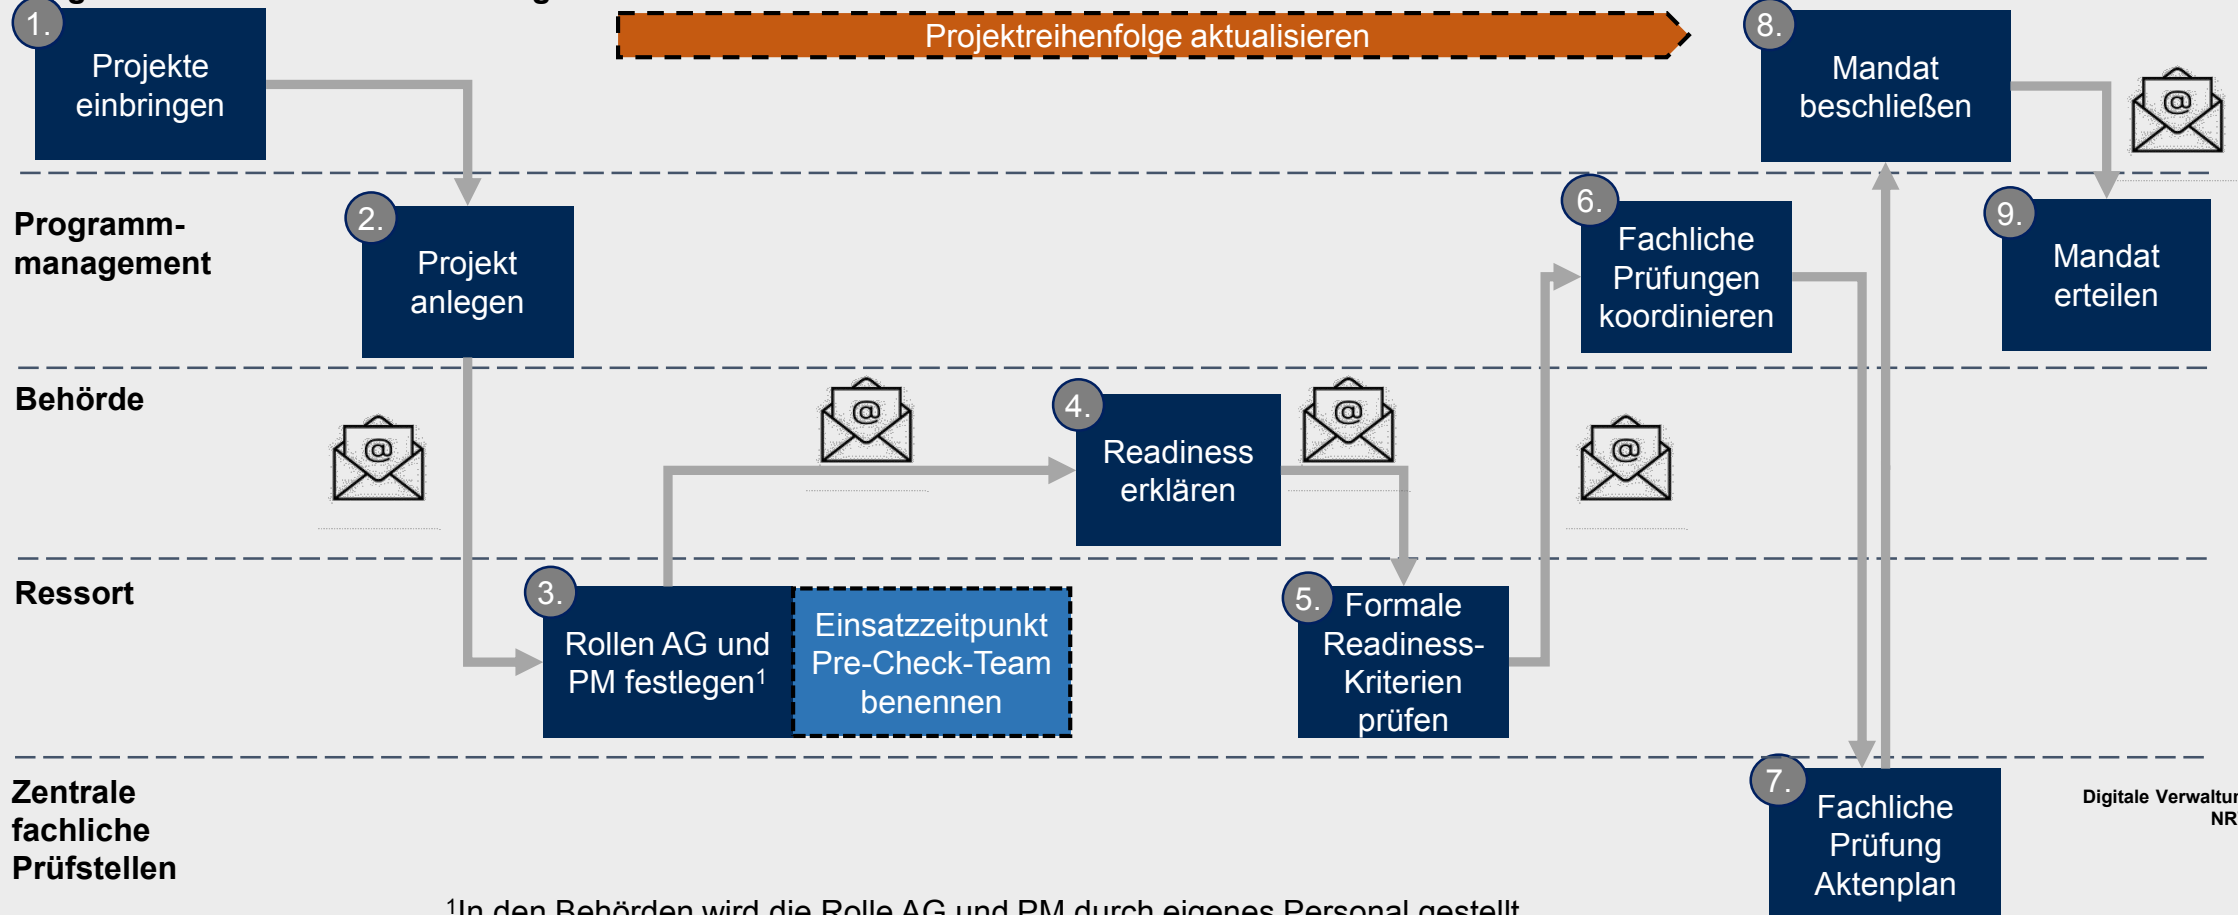 1.
Projekte
einbringen
Projektreihenfolge aktualisieren
8.
Mandat
beschließen
@
Programm-
management
2.
Projekt
anlegen
6.
Fachliche
Prüfungen
koordinieren
9.
Mandat
erteilen
Behörde
@
@
4.
Readiness
erklären
@
@
Ressort
3.
Rollen AG und
PM festlegen¹
Einsatzzeitpunkt
Pre-Check-Team
benennen
5.
Formale
Readiness-
Kriterien
prüfen
Zentrale
fachliche
Prüfstellen
7.
Fachliche
Prüfung
Aktenplan
Digitale
¹In den Behörden wird die Rolle AG und PM durch eigenes Personal gestellt